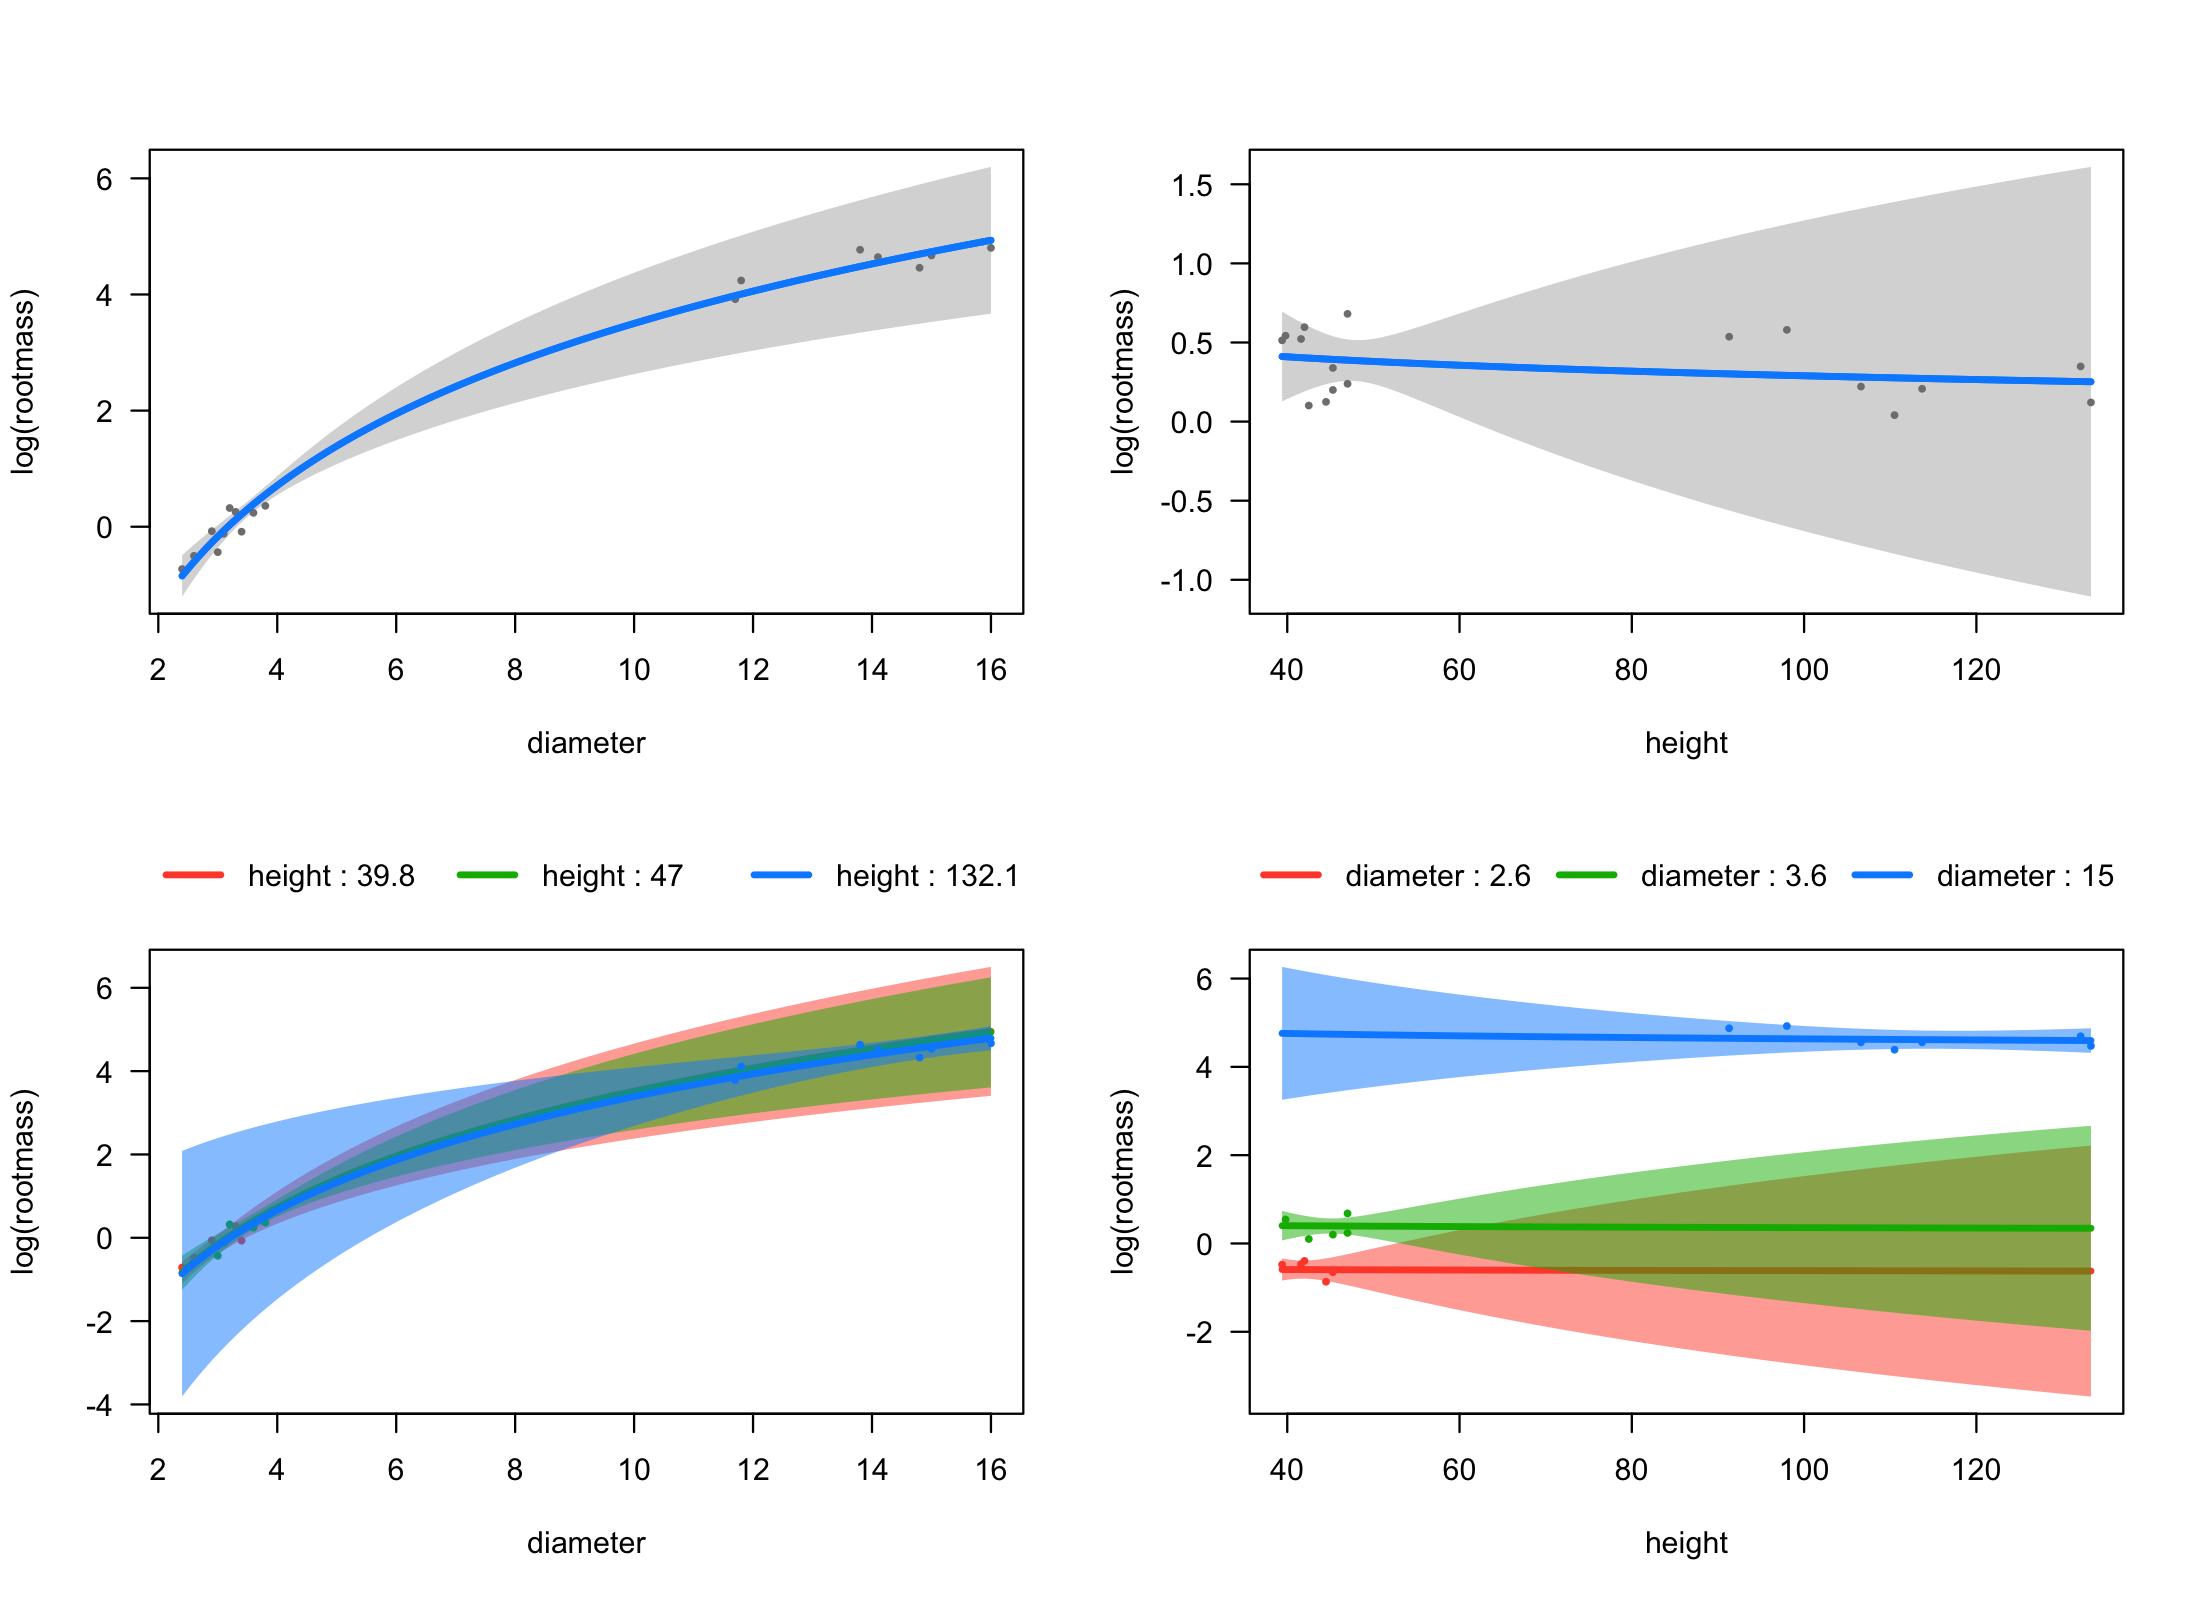 6
4
2
0
log(rootmass)
2 4 6 8 10 12 14 16
diameter
1.5
1.0
0.5
0.0
-0.5
-1.0
log(rootmass)
40 60 80 100 120
height
height : 39.8 height : 47 height : 132.1
6
4
2
0
-2
-4
log(rootmass)
2 4 6 8 10 12 14 16
diameter
diameter : 2.6 diameter : 3.6 diameter : 15
6
4
2
0
-2
log(rootmass)
40 60 80 100 120
height